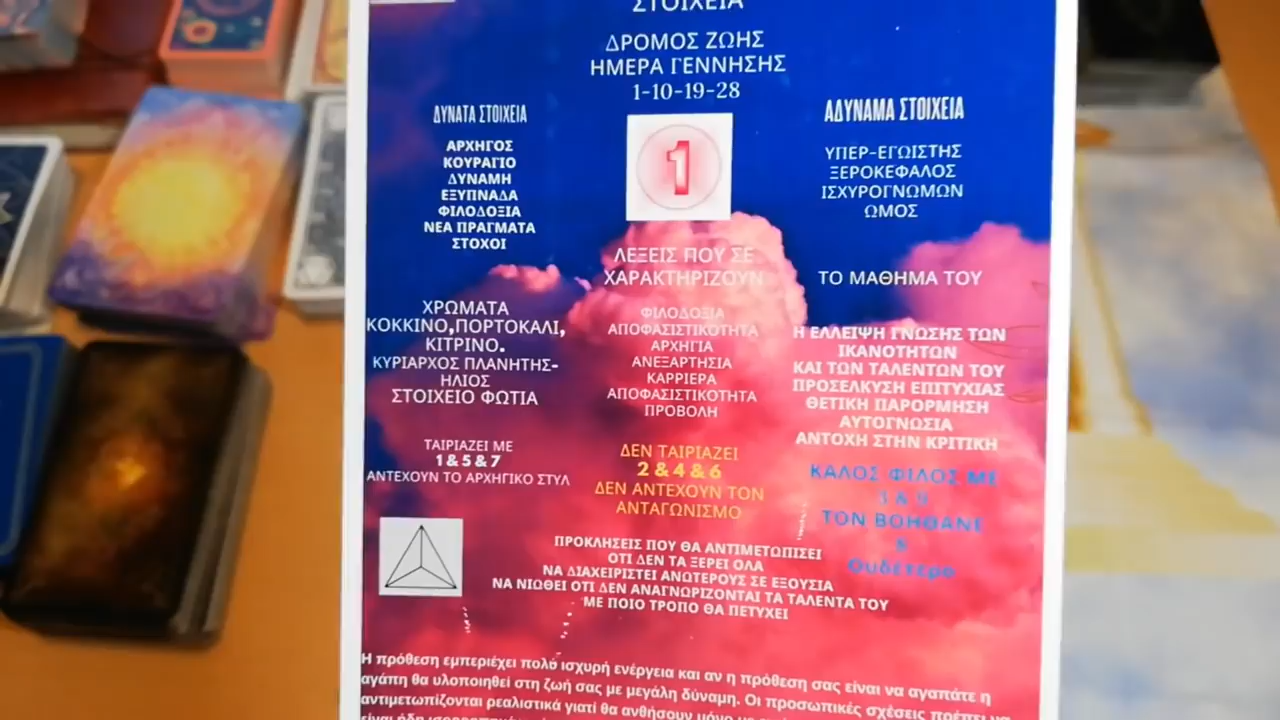 ΣΤΟΙΧΕΙΑ
ΔΡΟΜΟΣ ΖΩΗΣ
ΗΜΕΡΑ ΓΕΝΝΗΣΗΣ
1-10-19-28
ΔΥΝΑΤΑ ΣΤΟΙΧΕΙΑ
ΑΡΧΗΓΟΣ
ΚΟΥΡΑΓΙΟ
ΔΥΝΑΜΗ
ΕΞΥΠΝΑΔΑ
ΦΙΛΟΔΟΞΙΑ
ΝΕΑ ΠΡΑΓΜΑΤΑ
ΣΤΟΧΟΙ
1
ΑΔΥΝΑΜΑ ΣΤΟΙΧΕΙΑ
ΥΠΕΡ-ΕΓΩΙΣΤΗΣ
ΞΕΡΟΚΕΦΑΛΟΣ
ΙΣΧΥΡΟΓΝΩΜΩΝ
ΩΜΟΣ
ΧΡΩΜΑΤΑ
ΚΟΚΚΙΝΟ,ΠΟΡΤΟΚΑΛΙ,
ΚΙΤΡΙΝΟ.
ΚΥΡΙΑΡΧΟΣ ΠΛΑΝΗΤΗΣ-
ΗΛΙΟΣ
ΣΤΟΙΧΕΙΟ ΦΩΤΙΑ
ΛΕΞΕΙΣ ΠΟΥ ΣΕ
ΧΑΡΑΚΤΗΡΙΖΟΥΝ
ΦΙΛΟΔΟΞΙΑ
ΑΠΟΦΑΣΙΣΤΙΚΟΤΗΤΑ
ΑΡΧΗΓΙΑ
ΑΝΕΞΑΡΤΗΣΙΑ
ΚΑΡΡΙΕΡΑ
ΑΠΟΦΑΣΙΣΤΙΚΟΤΗΤΑ
ΠΡΟΒΟΛΗ
ΤΟ ΜΑΘΗΜΑ ΤΟΥ
Η ΕΛΛΕΙΨΗ ΓΝΩΣΗΣ ΤΩΝ
ΙΚΑΝΟΤΗΤΩΝ
ΚΑΙ ΤΩΝ ΤΑΛΕΝΤΩΝ ΤΟΥ
ΠΡΟΣΕΛΚΥΣΗ ΕΠΙΤΥΧΙΑΣ
ΘΕΤΙΚΗ ΠΑΡΟΡΜΗΣΗ
ΑΥΤΟΓΝΩΣΙΑ
ΑΝΤΟΧΗ ΣΤΗΝ ΚΡΙΤΙΚΗ
ΤΑΙΡΙΑΖΕΙ ΜΕ
1 & 5 & 7
ΑΝΤΕΧΟΥΝ ΤΟ ΑΡΧΗΓΙΚΟ ΣΤΥΛ
ΔΕΝ ΤΑΙΡΙΑΖΕΙ
2 & 4 & 6
ΔΕΝ ΑΝΤΕΧΟΥΝ ΤΟΝ
ΑΝΤΑΓΩΝΙΣΜΟ
ΚΑΛΟΣ ΦΙΛΟΣ ΜΕ
ΤΟΝ ΒΟΗΘΑΝΕ
Ουδέτερο
ΠΡΟΚΛΗΣΕΙΣ ΠΟΥ ΘΑ ΑΝΤΙΜΕΤΩΠΙΣΕΙ
ΟΤΙ ΔΕΝ ΤΑ ΞΕΡΕΙ ΟΛΑ
ΝΑ ΔΙΑΧΕΙΡΙΣΤΕΙ ΑΝΩΤΕΡΟΥΣ ΣΕ ΕΞΟΥΣΙΑ
ΝΑ ΝΙΩΘΕΙ ΟΤΙ ΔΕΝ ΑΝΑΓΝΩΡΙΖΟΝΤΑΙ ΤΑ ΤΑΛΕΝΤΑ ΤΟΥ
ΜΕ ΠΟΙΟ ΤΡΟΠΟ ΘΑ ΠΕΤΥΧΕΙ
Η πρόθεση εμπεριέχει πολύ ισχυρή ενέργεια και αν η πρόθεση σας είναι να αγαπάτε η
αγάπη θα υλοποιηθεί στη ζωή σας με μεγάλη δύναμη. Οι προσωπικές σχέσεις πρέπει να
αντιμετωπίζονται ρεαλιστικά γιατί θα ανθήσουν μόνο
είναι ήδη